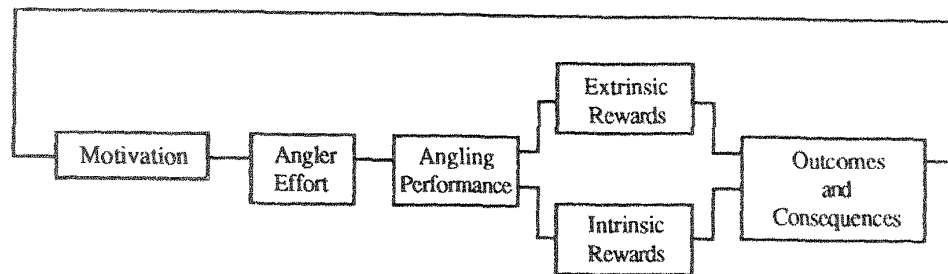 Motivation
Angler
Effort
Angling
Performance
Extrinsic
Rewards
Intrinsic
Rewards
Outcomes
and
Consequences